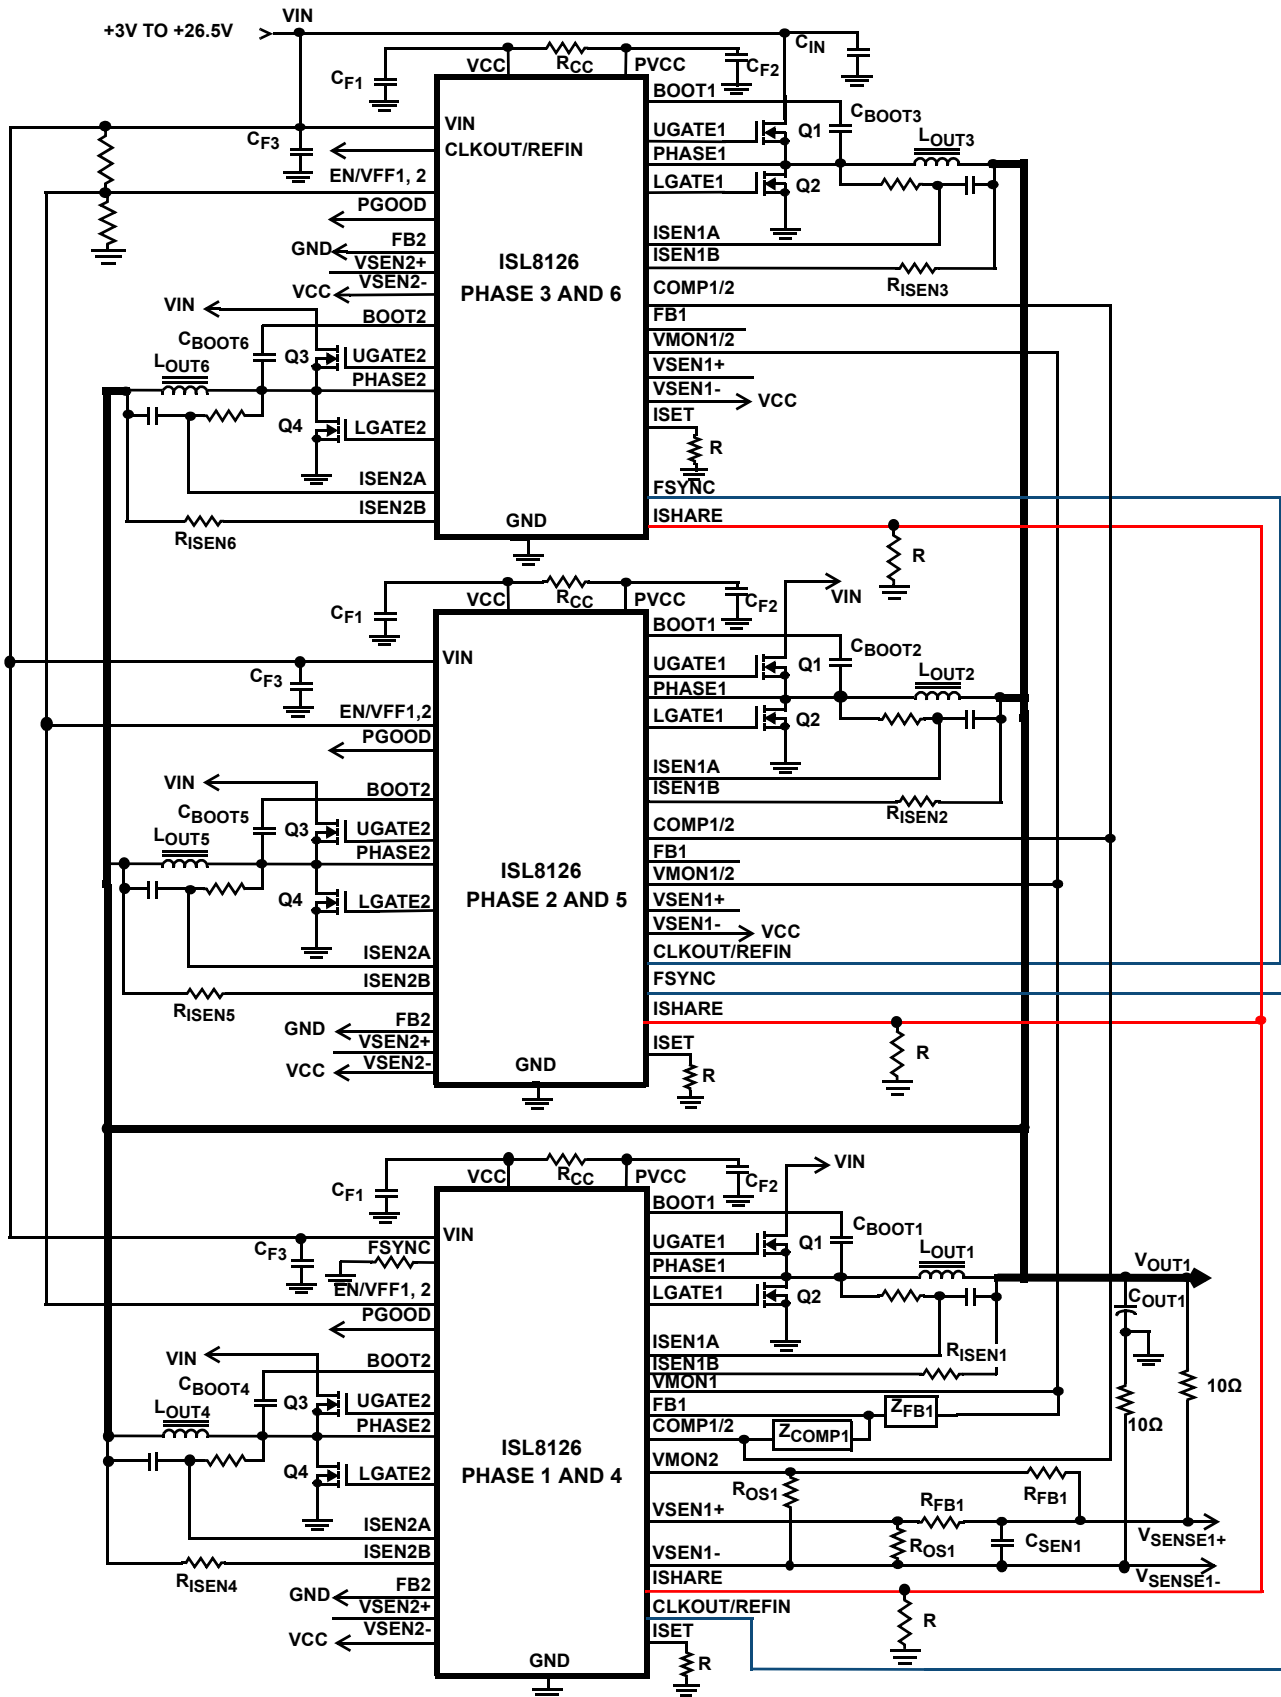 VIN
+3V TO +26.5V
CIN
VCC
RCC
PVCC
CF1
CF2
BOOT1
CBOOT3
VIN
UGATE1
Q1
LOUT3
CF3
CLKOUT/REFIN
PHASE1
EN/VFF1, 2
LGATE1
Q2
PGOOD
ISEN1A
FB2
GND
ISEN1B
VSEN2+
ISL8126
RISEN3
VSEN2-
VCC
PHASE 3 AND 6
COMP1/2
VIN
BOOT2
FB1
CBOOT6
VMON1/2
LOUT6
Q3
UGATE2
VSEN1+
PHASE2
VSEN1-
VCC
ISET
Q4
LGATE2
R
ISEN2A
FSYNC
ISEN2B
ISHARE
GND
RISEN6
R
VCC
RCC
PVCC
CF1
CF2
VIN
BOOT1
CBOOT2
VIN
UGATE1
Q1
LOUT2
CF3
PHASE1
EN/VFF1,2
LGATE1
Q2
PGOOD
ISEN1A
VIN
BOOT2
ISEN1B
CBOOT5
RISEN2
LOUT5
Q3
UGATE2
COMP1/2
PHASE2
FB1
ISL8126
VMON1/2
PHASE 2 AND 5
Q4
LGATE2
VSEN1+
VSEN1-
VCC
ISEN2A
CLKOUT/REFIN
ISEN2B
FSYNC
RISEN5
ISHARE
FB2
GND
VSEN2+
ISET
R
VSEN2-
VCC
GND
R
VCC
RCC
PVCC
VIN
CF1
CF2
BOOT1
CBOOT1
VIN
CF3
FSYNC
UGATE1
Q1
LOUT1
PHASE1
VOUT1
EN/VFF1, 2
LGATE1
Q2
COUT1
PGOOD
ISEN1A
RISEN1
VIN
BOOT2
ISEN1B
VMON1
CBOOT4
Q3
UGATE2
FB1
ZFB1
10Ω
LOUT4
PHASE2
COMP1/2
ZCOMP1
10Ω
ISL8126
VMON2
PHASE 1 AND 4
Q4
LGATE2
ROS1
RFB1
VSEN1+
RFB1
ISEN2A
VSENSE1+
ROS1
CSEN1
ISEN2B
VSEN1-
VSENSE1-
RISEN4
ISHARE
FB2
GND
VSEN2+
CLKOUT/REFIN
R
VSEN2-
VCC
ISET
GND
R